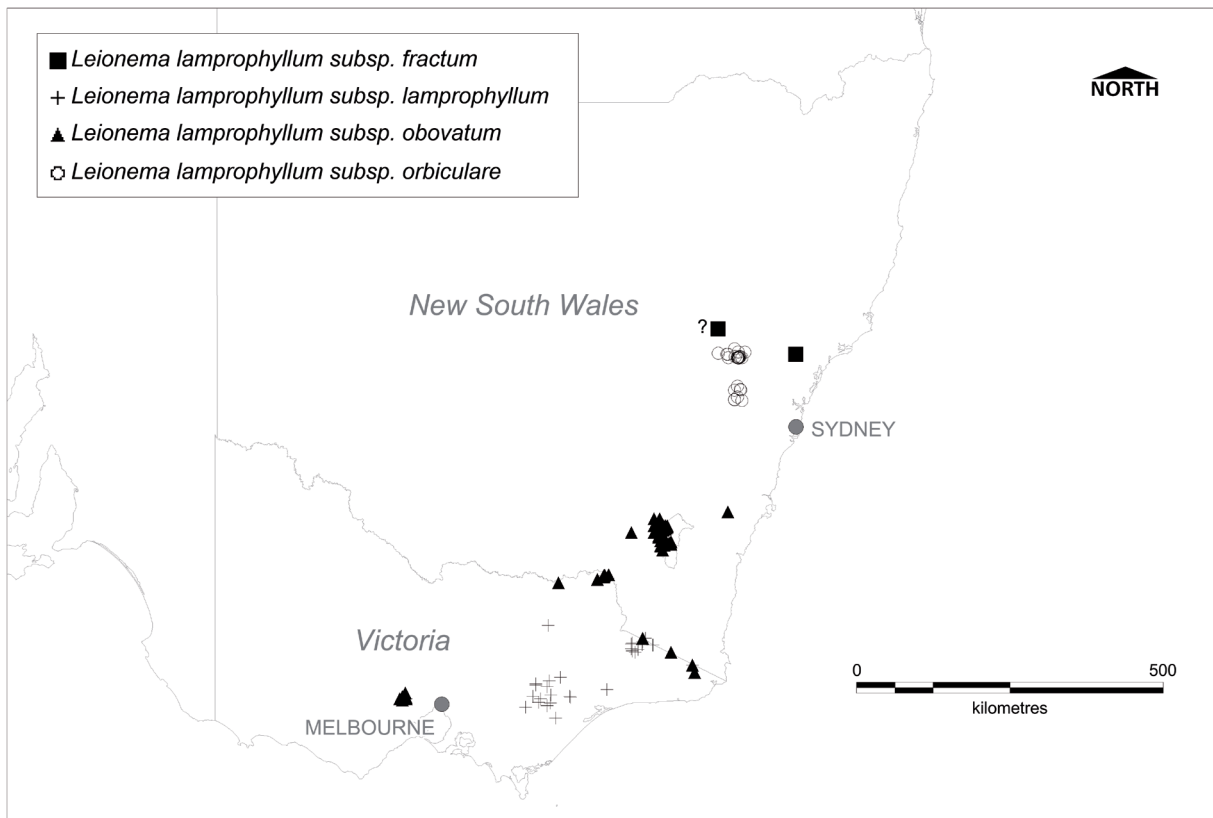 Leionema lamprophyllum subsp. fractum
Leionema lamprophyllum subsp. lamprophyllum
Leionema lamprophyllum subsp. obovatum
Leionema lamprophyllum subsp. orbiculare
NORTH
New South Wales
?
SYDNEY
Victoria
MELBOURNE
0 500
kilometres